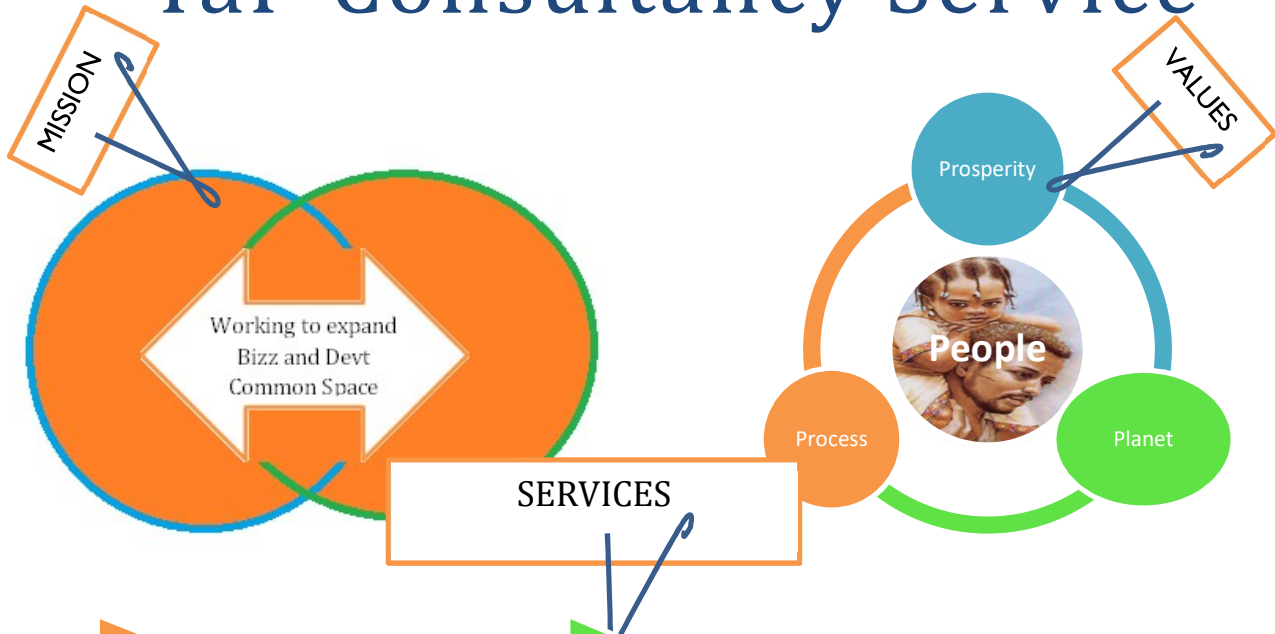 Consultancy Service
MISSION
VALUES
Prosperity
Working to expand
Bizz and Devt
Common Space
People
Process
Planet
SERVICES